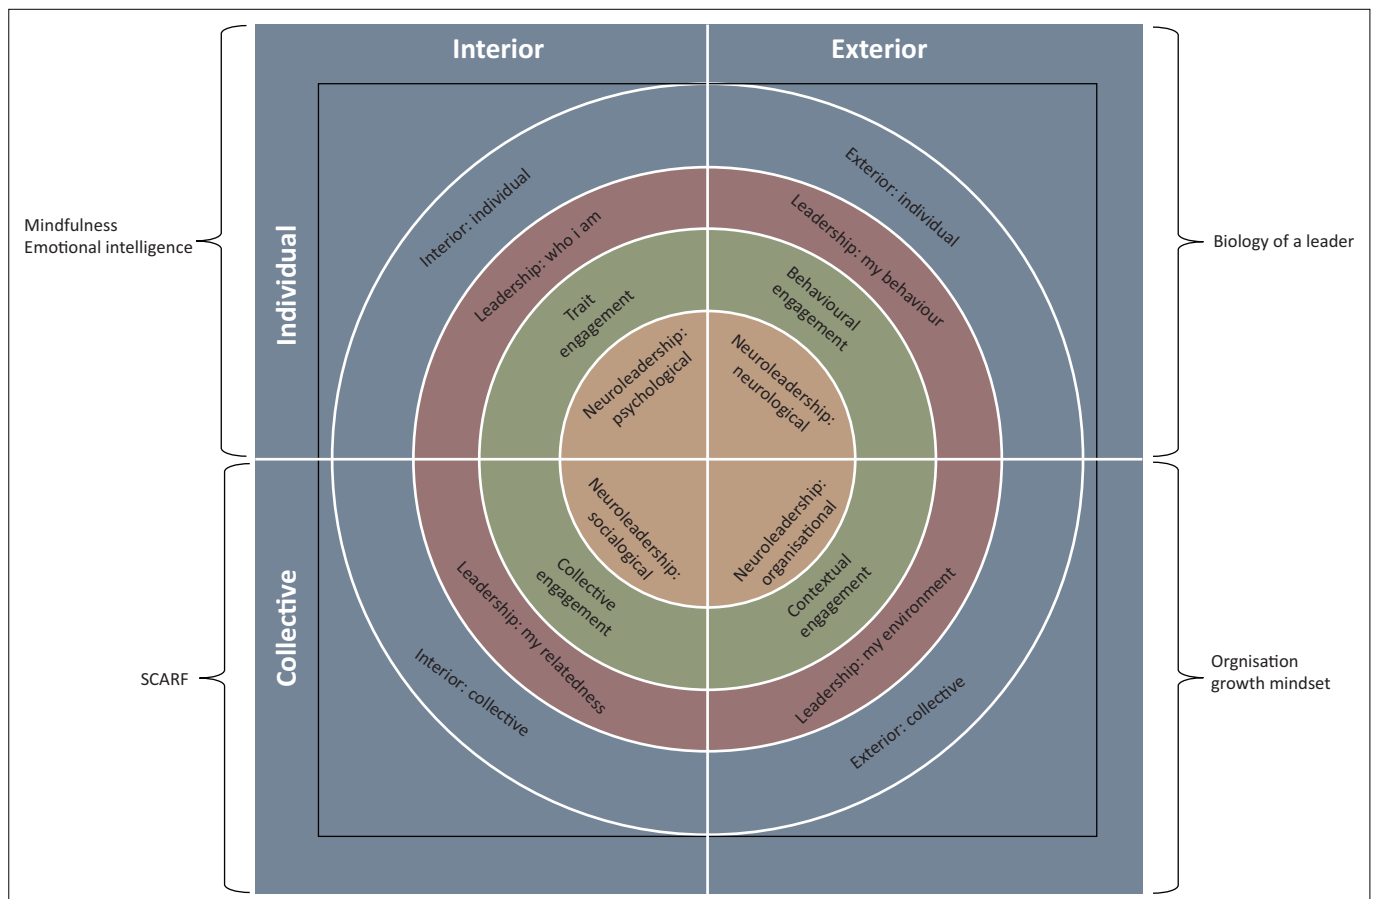 Interior
Exterior
Individual
Collective
Mindfulness
Emotional intelligence
Biology of a leader
SCARF
Orgnisation
growth mindset
Interior: individual
Leadership: who i am
Trait
engagement
Neuroleadership:
psychological
Exterior: individual
Leadership: my behaviour
Behavioural
engagement
Neuroleadership:
neurological
Neuroleadership:
socialogical
Collective
engagement
Leadership: my relatedness
Interior: collective
Neuroleadership:
organisational
Contextual
engagement
Leadership: my environment
Exterior: collective